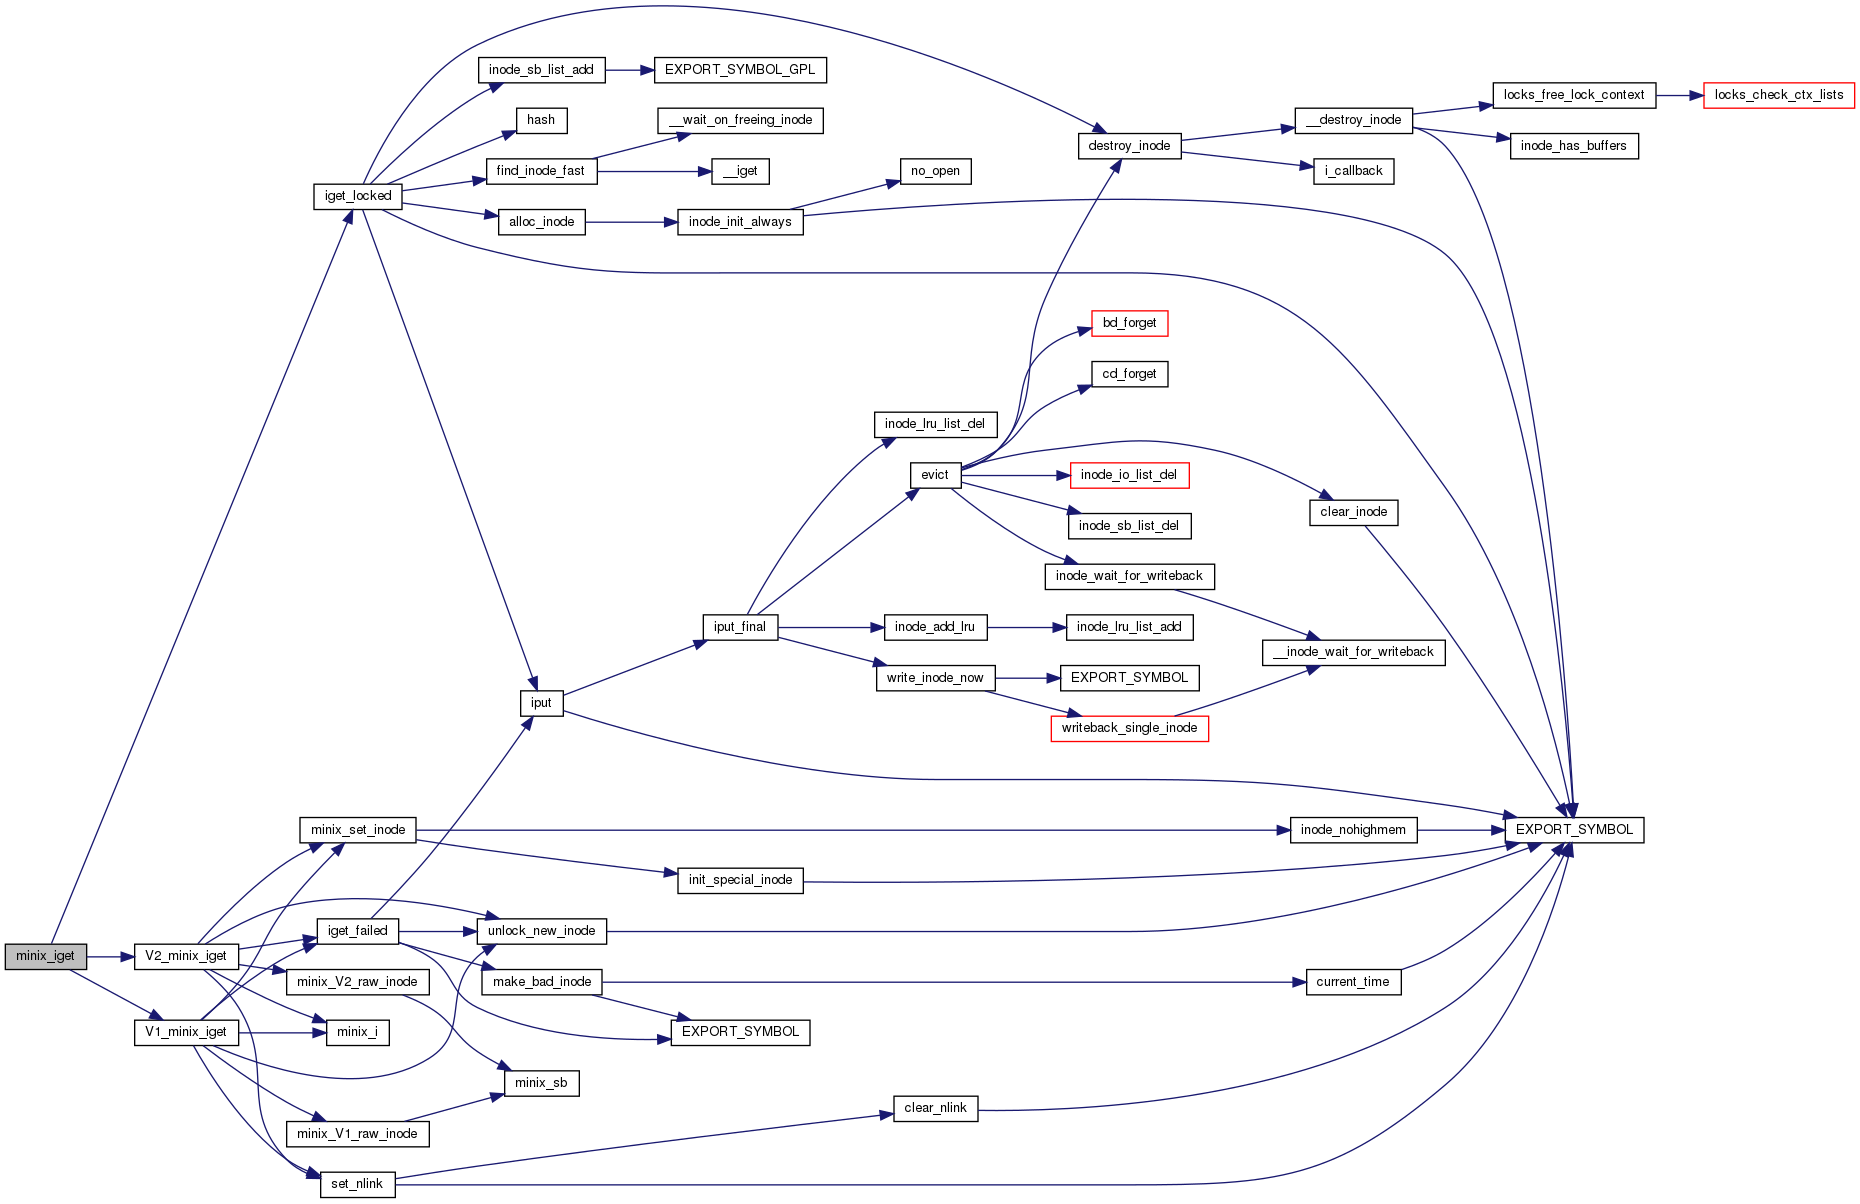 inode_sb_list_add
EXPORT_SYMBOL_GPL
locks_free_lock_context
locks_check_ctx_lists
hash
__wait_on_freeing_inode
__destroy_inode
destroy_inode
inode_has_buffers
find_inode_fast
__iget
no_open
i_callback
iget_locked
alloc_inode
inode_init_always
bd_forget
cd_forget
inode_lru_list_del
evict
inode_io_list_del
clear_inode
inode_sb_list_del
inode_wait_for_writeback
iput_final
inode_add_lru
inode_lru_list_add
__inode_wait_for_writeback
write_inode_now
EXPORT_SYMBOL
iput
writeback_single_inode
minix_set_inode
inode_nohighmem
EXPORT_SYMBOL
init_special_inode
iget_failed
unlock_new_inode
minix_iget
V2_minix_iget
minix_V2_raw_inode
make_bad_inode
current_time
V1_minix_iget
minix_i
EXPORT_SYMBOL
minix_sb
clear_nlink
minix_V1_raw_inode
set_nlink